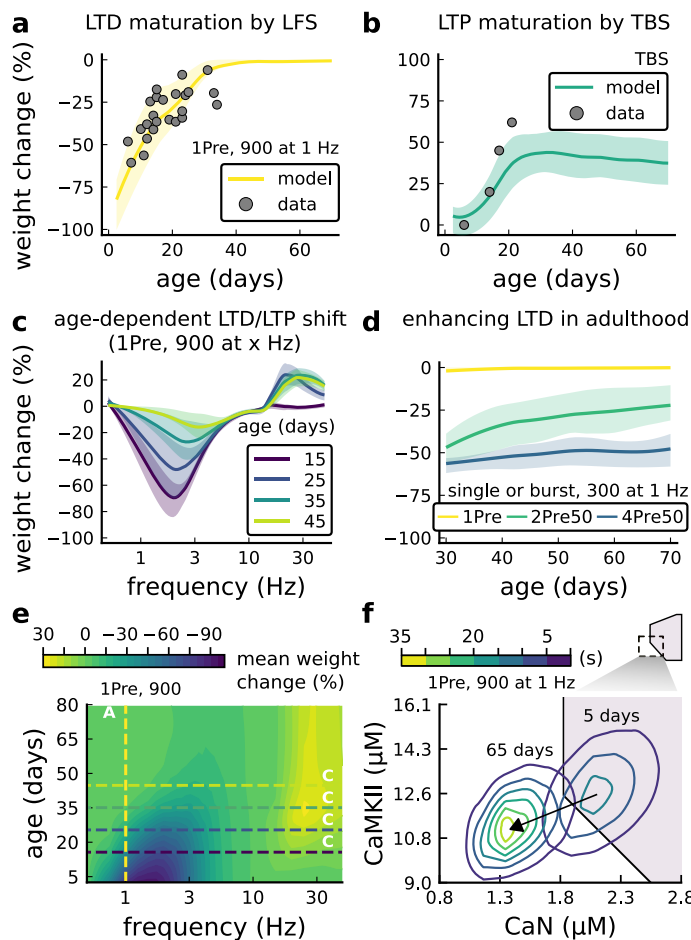 a
LTD maturation by LFS
weight change (%)
0
−25
−50
−75
−100
1Pre, 900 at 1 Hz
model
data
0
20
40
60
age (days)
b
LTP maturation by TBS
TBS
model
data
100
75
50
25
0
0
20
40
60
age (days)
c
age-dependent LTD/LTP shift
(1Pre, 900 at x Hz)
weight change (%)
20
0
−20
−40
−60
−80
−100
age (days)
15
25
35
45
1
3
10
30
frequency (Hz)
d
enhancing LTD in adulthood
0
−25
−50
−75
−100
single or burst, 300 at 1 Hz
1Pre
2Pre50
4Pre50
30
40
50
60
70
age (days)
e
30
0
−30
−60
−90
mean weight
change (%)
1Pre, 900
age (days)
80
65
50
35
20
5
A
C
C
C
C
1
3
10
30
frequency (Hz)
f
35
20
5
(s)
1Pre, 900 at 1 Hz
CaMKII (μM)
16.1
14.3
12.6
10.8
9.0
65 days
5 days
0.8
1.3
1.8
2.3
2.8
CaN (μM)